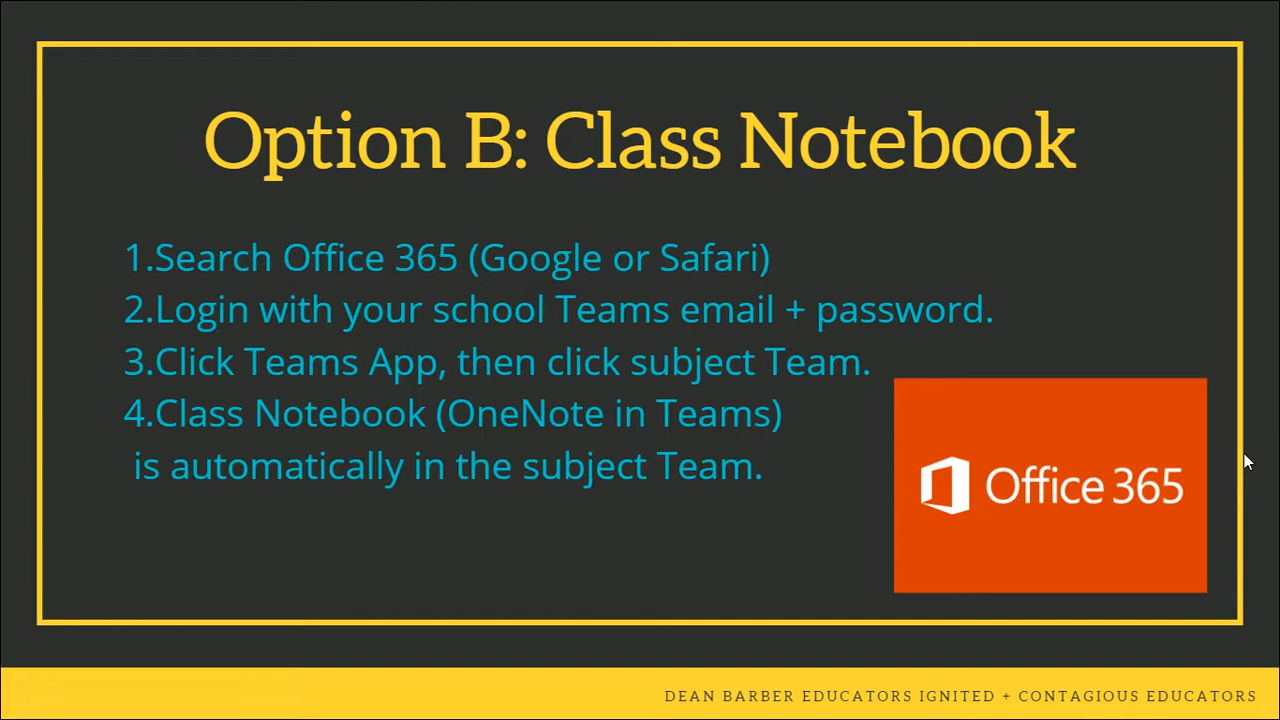 Option B: Class Notebook
1.Search Office 365 (Google or Safari)
2.Login with your school Teams email + password.
3.Click Teams App, then click subject Team.
4.Class Notebook (OneNote in Teams)
is automatically in the subject Team.
Office 365
DEAN BARBER EDUCATORS IGNITED + CONTAGIOUS EDUCATORS